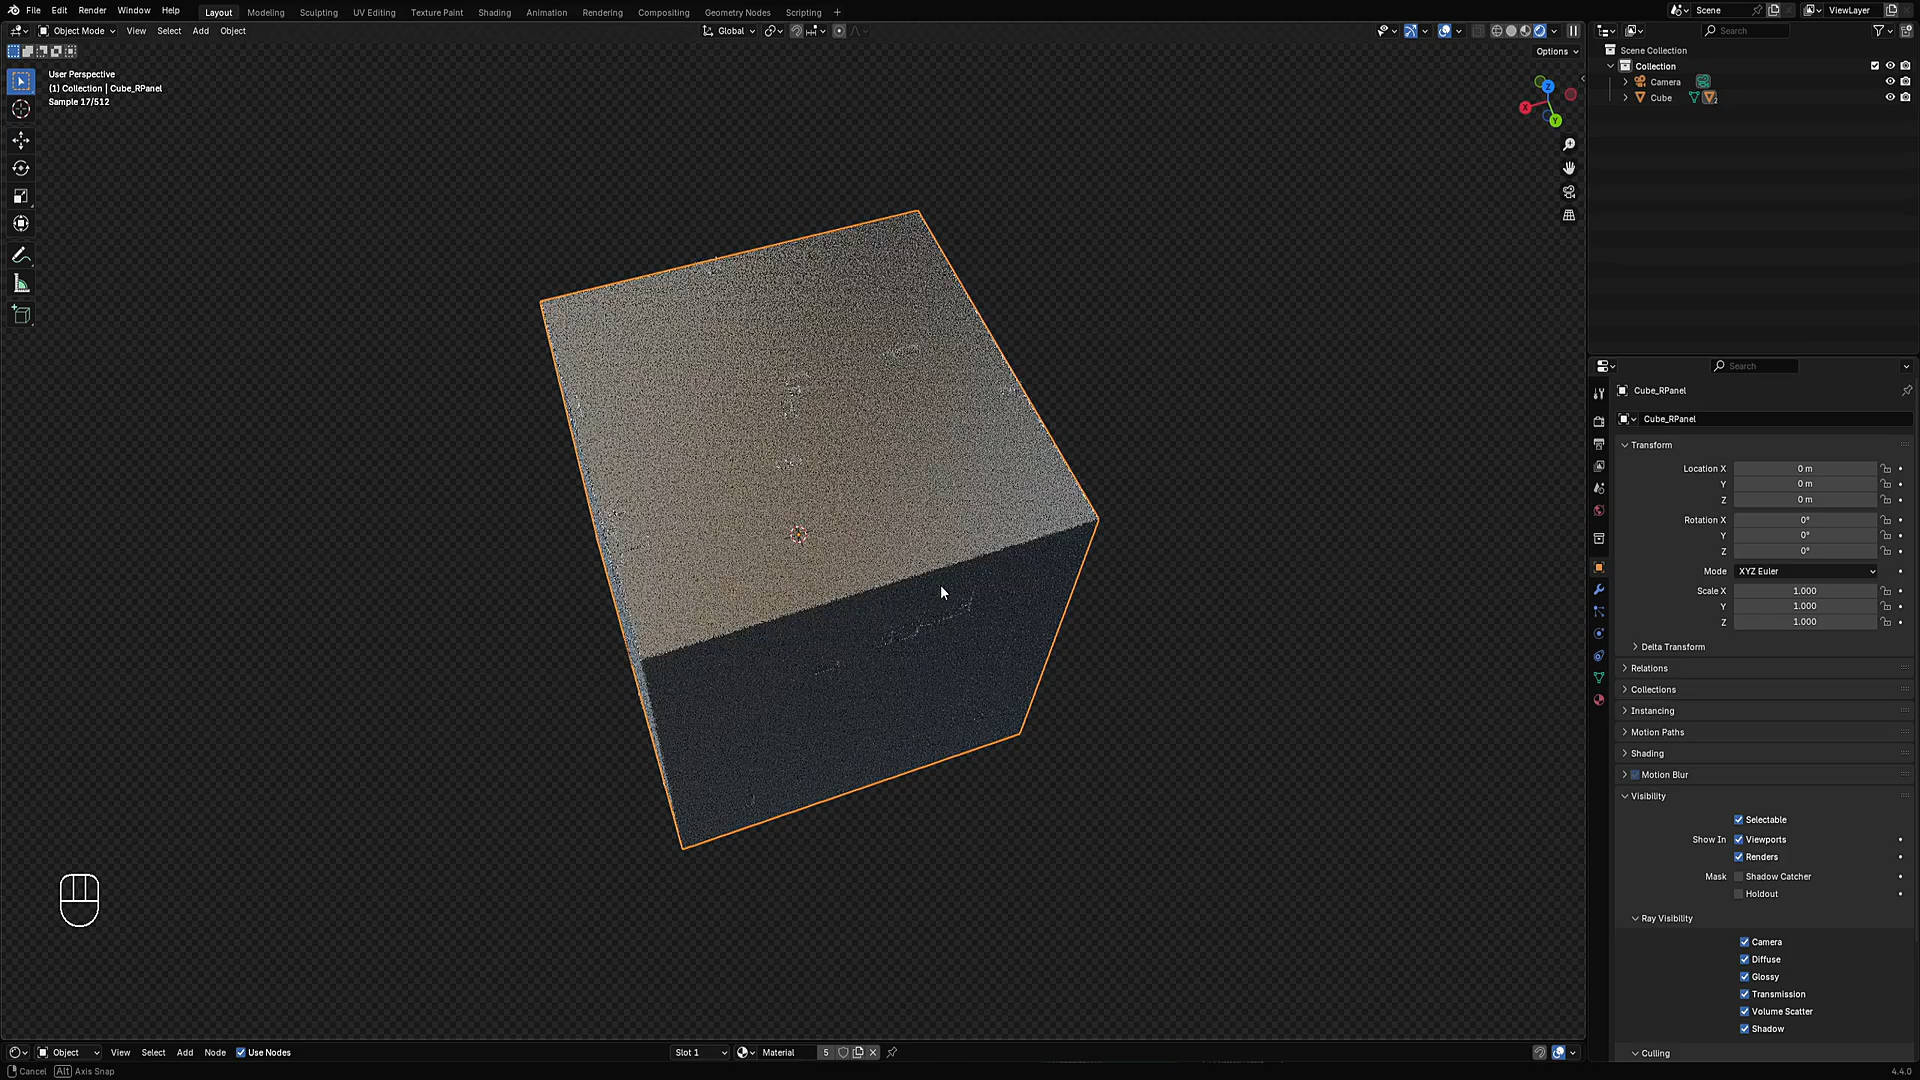 File Edit Render Window Help Layout Modeling Sculpting UV Editing Texture Paint Shading Animation Rendering Compositing Geometry Nodes Scripting + Scene ViewLayer
Object Mode View Select Add Object Global Search
Options
User Perspective
(1) Collection | Cube_RPanel
Sample 17/512
Z
X
Y
Scene Collection
Collection
Camera
Cube 2
Search
Cube_RPanel
Cube_RPanel
Transform
Location X 0 m
Y 0 m
Z 0 m
Rotation X 0°
Y 0°
Z 0°
Mode XYZ Euler
Scale X 1.000
Y 1.000
Z 1.000
Delta Transform
Relations
Collections
Instancing
Motion Paths
Shading
Motion Blur
Visibility
Selectable
Show In Viewports
Renders
Mask Shadow Catcher
Holdout
Ray Visibility
Camera
Diffuse
Glossy
Transmission
Volume Scatter
Shadow
Culling
Object View Select Add Node Use Nodes Slot 1 Material 5
Cancel Alt Axis Snap 4.4.0